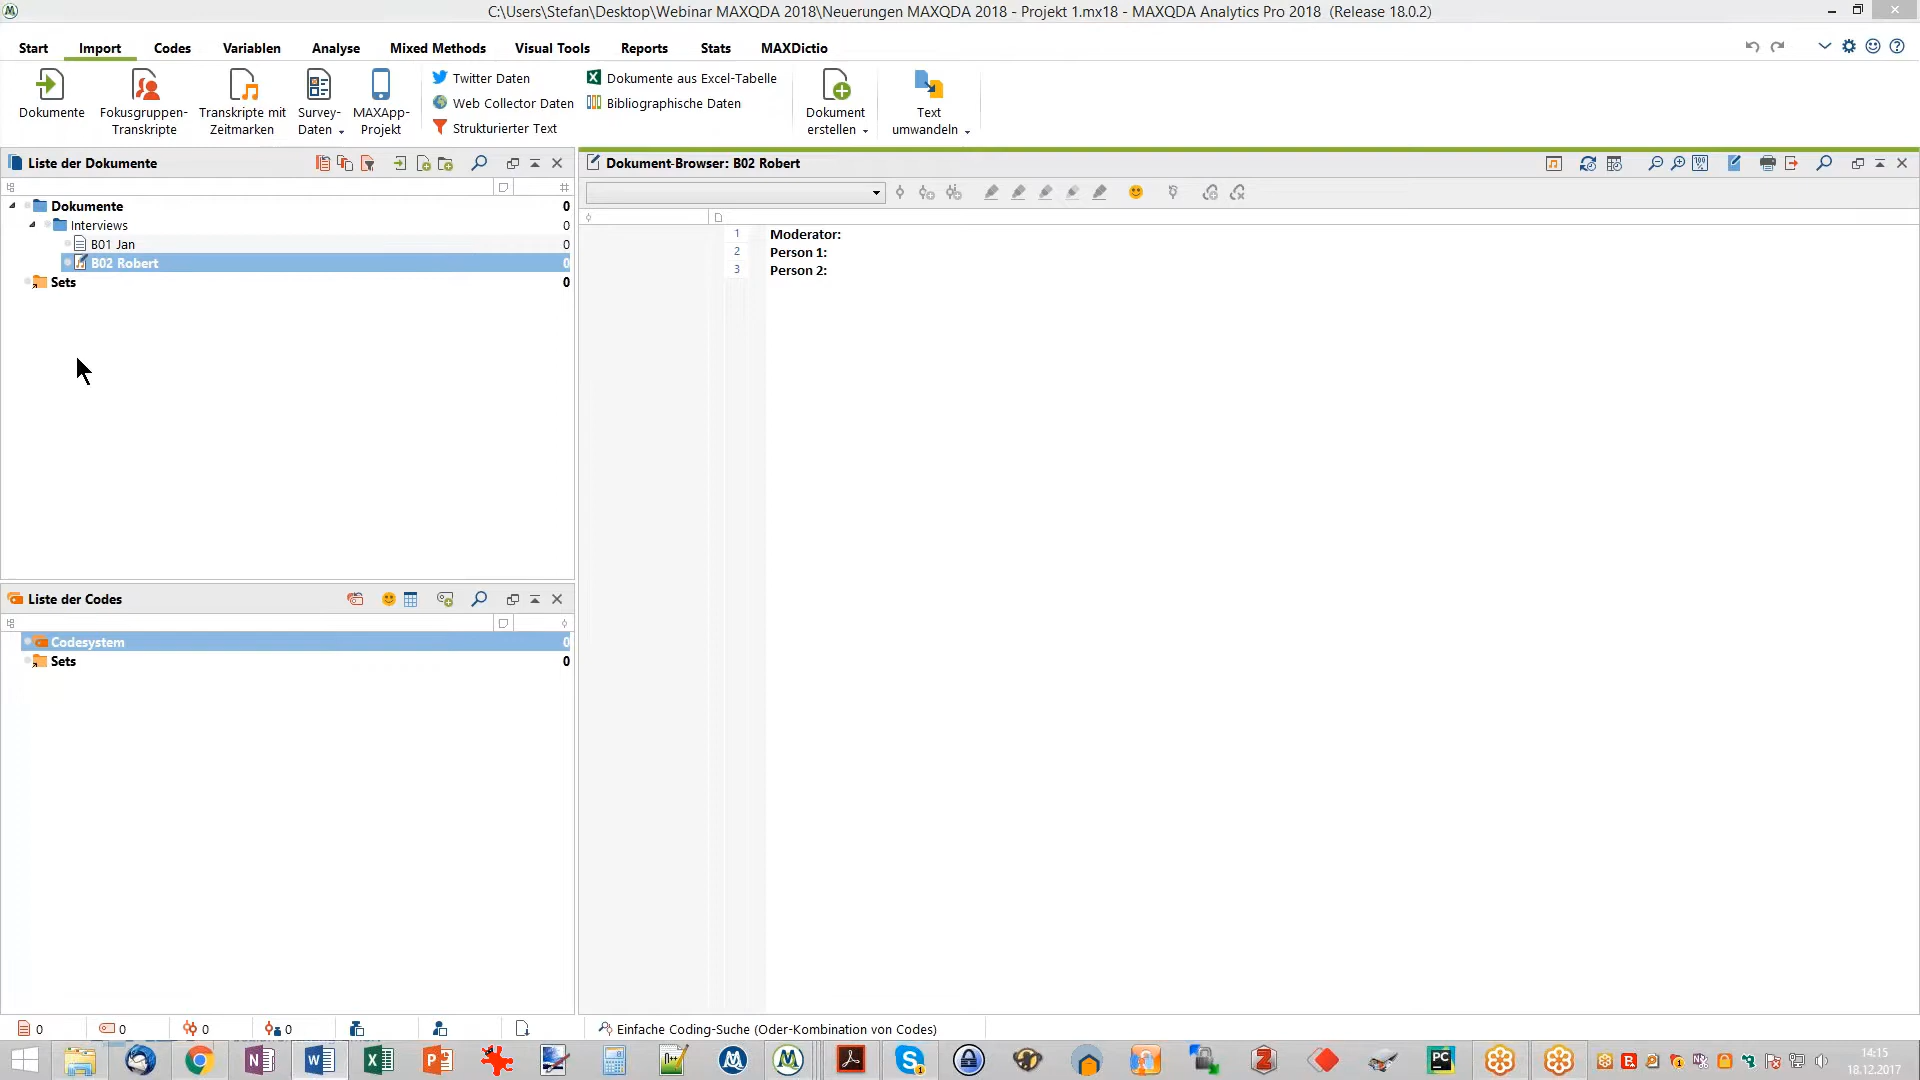 C:\Users\Stefan\Desktop\Webinar MAXQDA 2018\Neuerungen MAXQDA 2018 - Projekt 1.mx18 - MAXQDA Analytics Pro 2018 (Release 18.0.2)
Start Import Codes Variablen Analyse Mixed Methods Visual Tools Reports Stats MAXDictio
Dokumente
Fokusgruppen-
Transkripte
Transkripte mit
Zeitmarken
Survey-
Daten
MAXApp-
Projekt
Twitter Daten
Web Collector Daten
Strukturierter Text
Dokumente aus Excel-Tabelle
Bibliographische Daten
Dokument
erstellen
Text
umwandeln
Liste der Dokumente
#
Dokumente 0
Interviews 0
B01 Jan 0
B02 Robert 0
Sets 0
Dokument-Browser: B02 Robert
1 Moderator:
2 Person 1:
3 Person 2:
Liste der Codes
Codesystem 0
Sets 0
0 0 0 0
Einfache Coding-Suche (Oder-Kombination von Codes)
14:15
18.12.2017